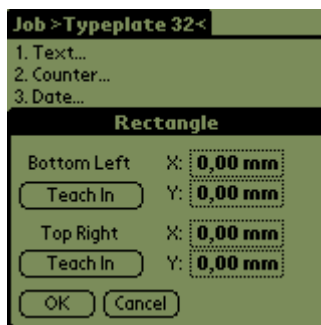 Job >Typeplate 32<
1. Text...
2. Counter...
3. Date...
Rectangle
Bottom Left X: 0,00 mm
Teach In Y: 0,00 mm
Top Right X: 0,00 mm
Teach In Y: 0,00 mm
OK Cancel